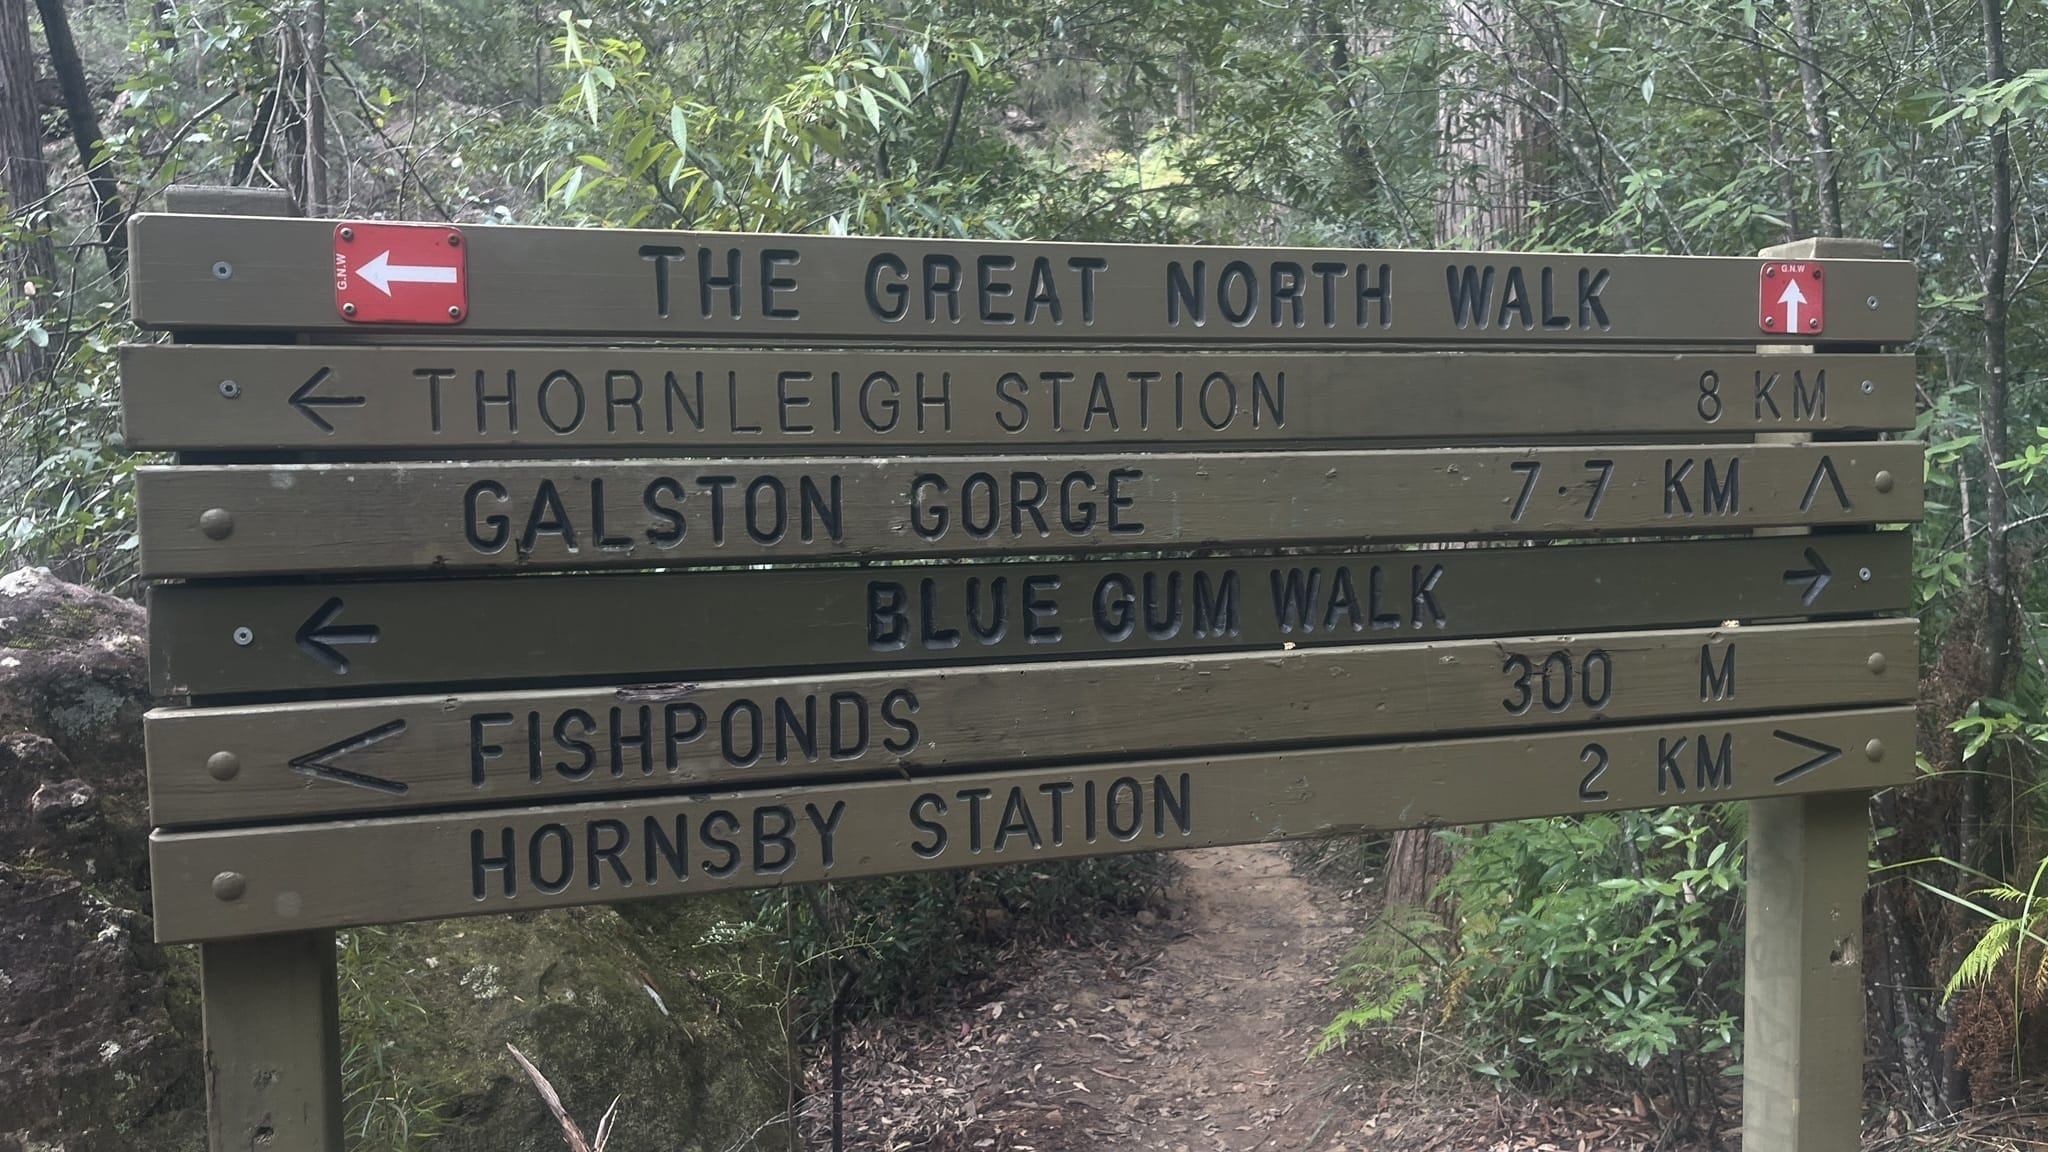 G.N.W THE GREAT NORTH WALK G.N.W
← THORNLEIGH STATION 8 KM
GALSTON GORGE 7.7 KM ^
← BLUE GUM WALK →
< FISHPONDS 300 M
HORNSBY STATION 2 KM >